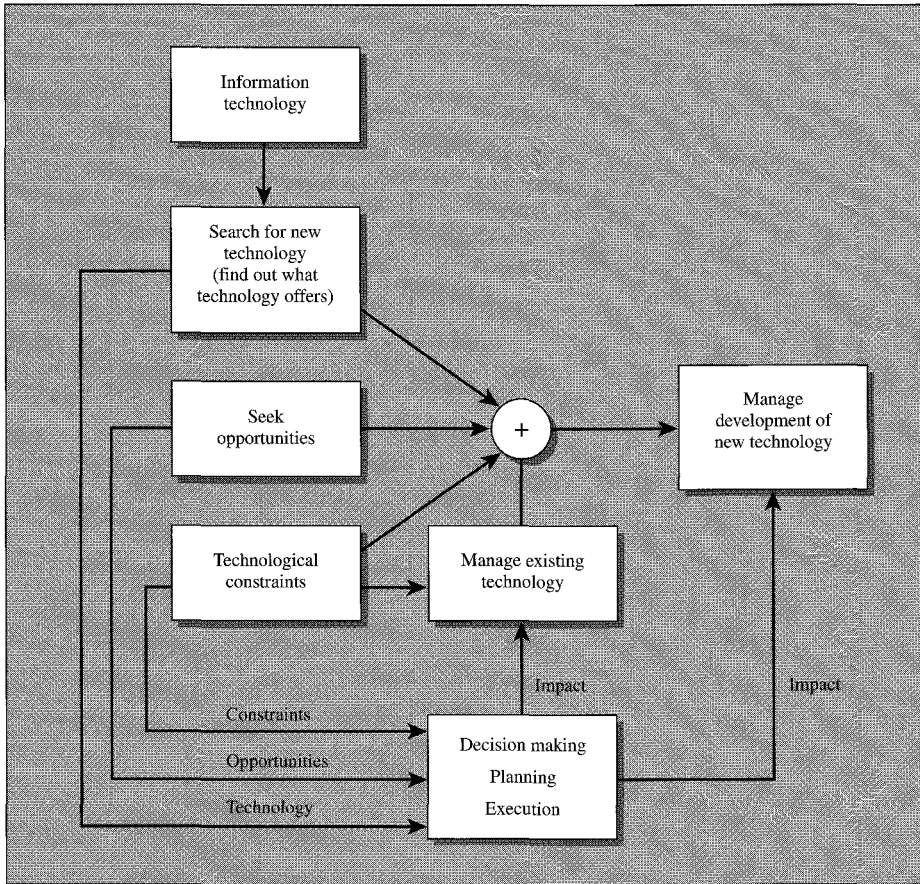 Information
technology
Search for new
technology
(find out what
technology offers)
Seek
opportunities
+
Manage
development of
new technology
Technological
constraints
Manage existing
technology
Impact
Impact
Constraints
Opportunities
Technology
Decision making
Planning
Execution